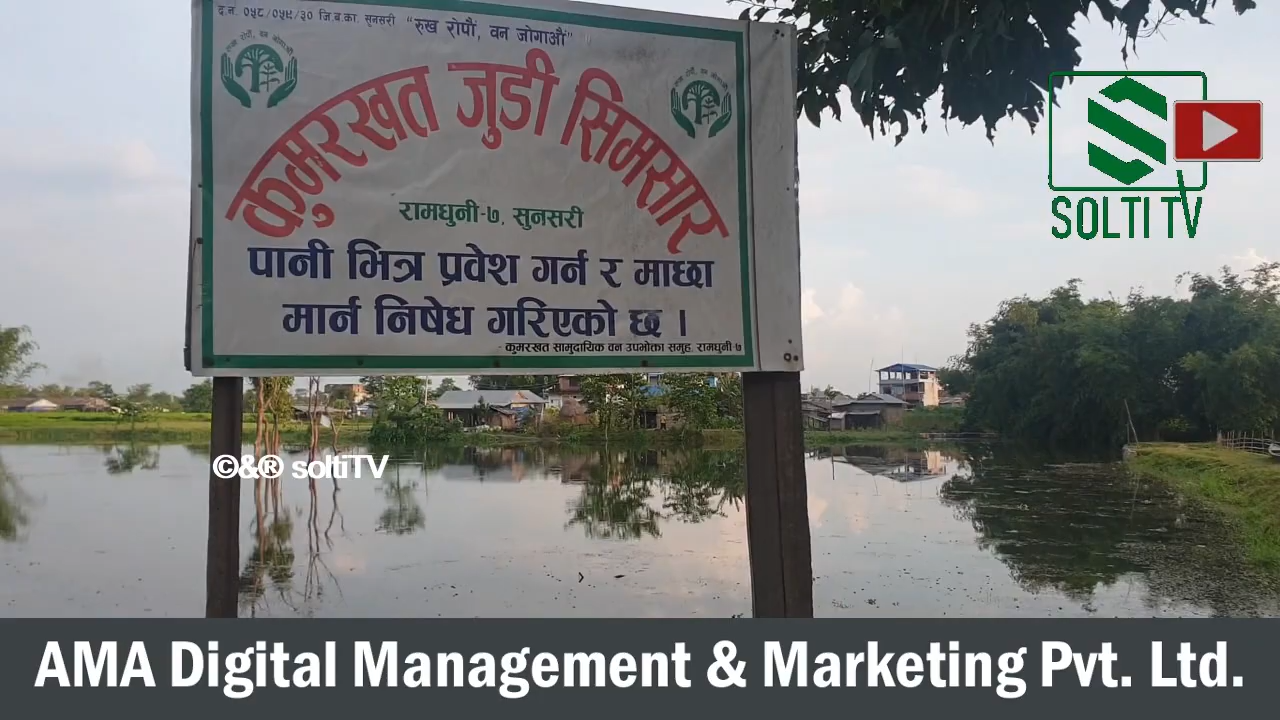 द.न. ०५८/०५९/३० जि.ब.का. सुनसरी "रुख रोपौं, वन जोगाऔं"
कुमरखत जुडी सिमसार
रामधुनी-७, सुनसरी
पानी भित्र प्रवेश गर्न र माछा
मार्न निषेध गरिएको छ ।
- कुमरखत सामुदायिक वन उपभोक्ता समुह, रामधुनी-७
SOLTI TV
©&® soltiTV
AMA Digital Management & Marketing Pvt. Ltd.